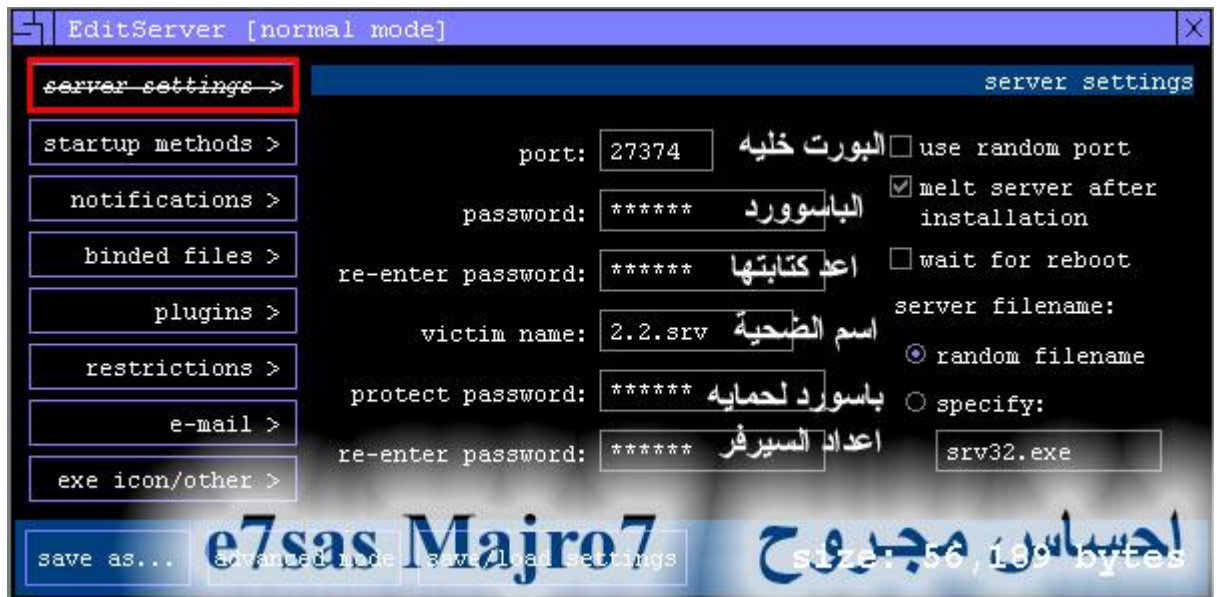 EditServer [normal mode]
server settings >
server settings
startup methods >
port: 27374 البورت خليه
use random port
notifications >
password: ****** الباسوورد
melt server after
installation
binded files >
re-enter password: ****** اعد كتابتها
wait for reboot
plugins >
victim name: 2.2.srv اسم الضحية
server filename:
random filename
restrictions >
protect password: ****** باسورد لحمايه
specify:
e-mail >
re-enter password: ****** اعداد السيرفر
srv32.exe
exe icon/other >
e7sas Majro7 احساس مجروح
save as... advanced mode save/load settings size: 56,189 bytes